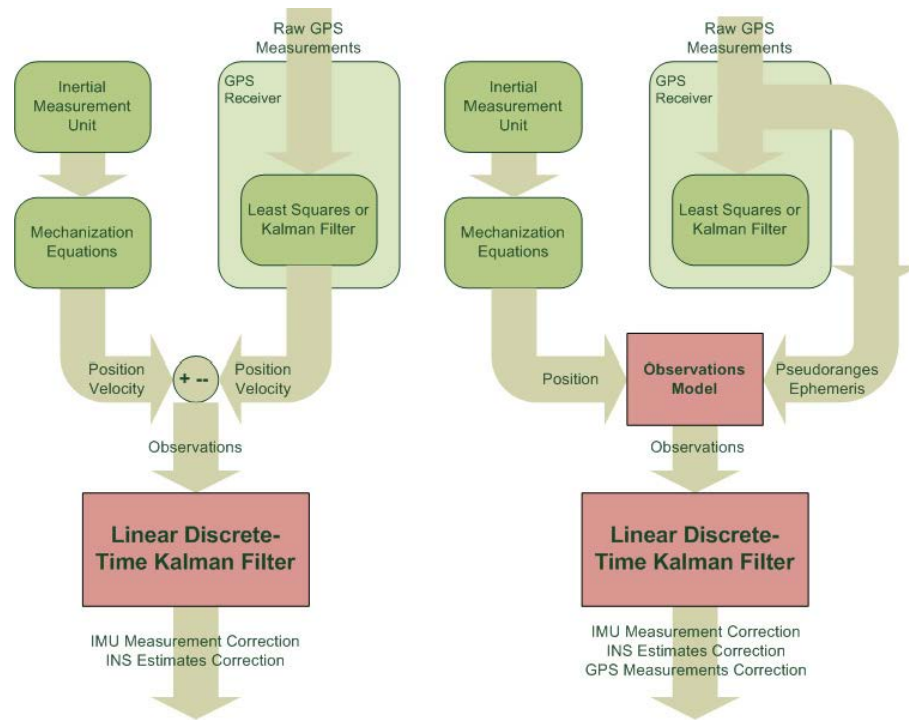 Raw GPS
Measurements
GPS
Receiver
Inertial
Measurement
Unit
Least Squares or
Kalman Filter
Mechanization
Equations
Position
Velocity
+ --
Position
Velocity
Observations
Linear Discrete-
Time Kalman Filter
IMU Measurement Correction
INS Estimates Correction
Raw GPS
Measurements
GPS
Receiver
Inertial
Measurement
Unit
Least Squares or
Kalman Filter
Mechanization
Equations
Position
Observations
Model
Pseudoranges
Ephemeris
Observations
Linear Discrete-
Time Kalman Filter
IMU Measurement Correction
INS Estimates Correction
GPS Measurements Correction